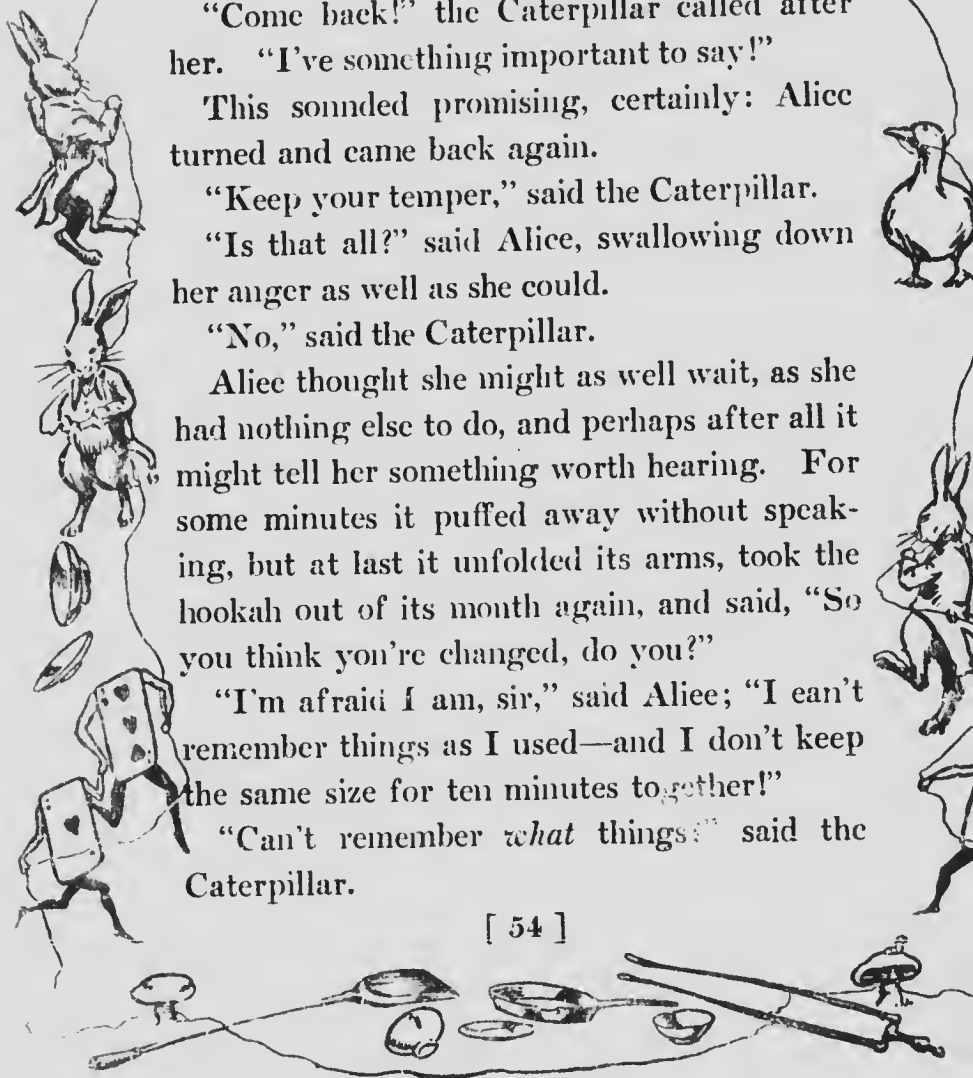 “Come back!” the Caterpillar called after
her. “I've something important to say!”
This sounded promising, certainly: Alice
turned and came back again.
“Keep your temper,” said the Caterpillar.
“Is that all?” said Alice, swallowing down
her anger as well as she could.
“No,” said the Caterpillar.
Alice thought she might as well wait, as she
had nothing else to do, and perhaps after all it
might tell her something worth hearing. For
some minutes it puffed away without speak-
ing, but at last it unfolded its arms, took the
hookah out of its mouth again, and said, “So
you think you're changed, do you?”
“I'm afraid I am, sir,” said Alice; “I can't
remember things as I used—and I don't keep
the same size for ten minutes together!”
“Can't remember what things?” said the
Caterpillar.
[ 54 ]